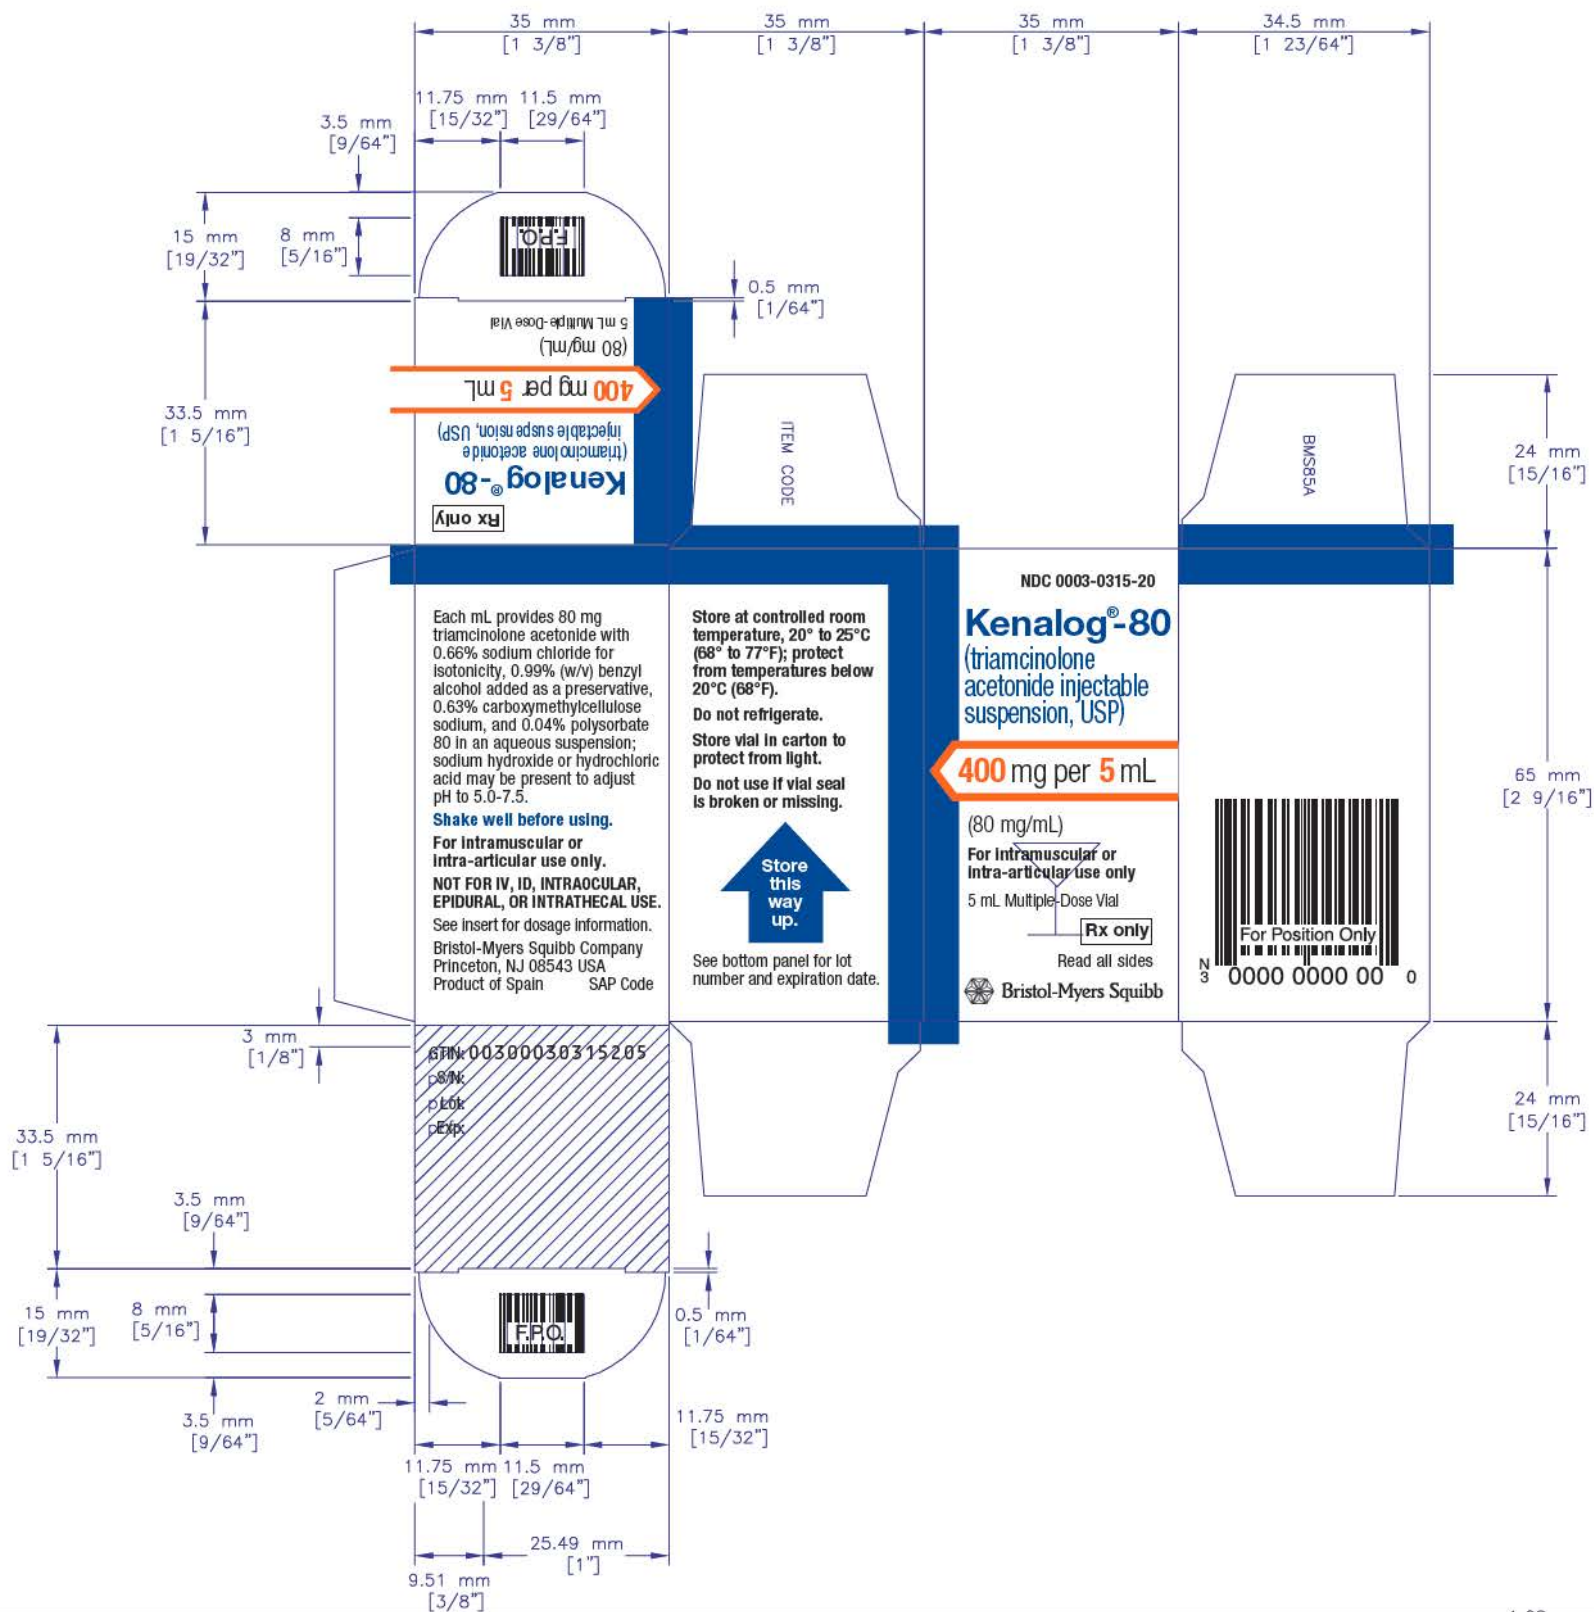 35 mm
[1 3/8"]
35 mm
[1 3/8"]
35 mm
[1 3/8"]
34.5 mm
[1 23/64"]
11.75 mm
[15/32"]
11.5 mm
[29/64"]
3.5 mm
[9/64"]
15 mm
[19/32"]
8 mm
[5/16"]
F.P.O.
0.5 mm
[1/64"]
33.5 mm
[1 5/16"]
Rx only
Kenalog®-80
(triamcinolone acetonide
injectable suspension, USP)
400 mg per 5 mL
(80 mg/mL)
5 mL Multiple-Dose Vial
ITEM CODE
BMS85A
24 mm
[15/16"]
Each mL provides 80 mg
triamcinolone acetonide with
0.66% sodium chloride for
isotonicity, 0.99% (w/v) benzyl
alcohol added as a preservative,
0.63% carboxymethylcellulose
sodium, and 0.04% polysorbate
80 in an aqueous suspension;
sodium hydroxide or hydrochloric
acid may be present to adjust
pH to 5.0-7.5.
Shake well before using.
For intramuscular or
intra-articular use only.
NOT FOR IV, ID, INTRAOCULAR,
EPIDURAL, OR INTRATHECAL USE.
See insert for dosage information.
Bristol-Myers Squibb Company
Princeton, NJ 08543 USA
Product of Spain SAP Code
Store at controlled room
temperature, 20° to 25°C
(68° to 77°F); protect
from temperatures below
20°C (68°F).
Do not refrigerate.
Store vial in carton to
protect from light.
Do not use if vial seal
is broken or missing.
Store
this
way
up.
See bottom panel for lot
number and expiration date.
NDC 0003-0315-20
Kenalog®-80
(triamcinolone
acetonide injectable
suspension, USP)
400 mg per 5 mL
(80 mg/mL)
For intramuscular or
intra-articular use only
5 mL Multiple-Dose Vial
Rx only
Read all sides
Bristol-Myers Squibb
For Position Only
N
3 0000 0000 00 0
65 mm
[2 9/16"]
3 mm
[1/8"]
GTIN: 00300030315205
S/N:
Lot:
Exp:
24 mm
[15/16"]
33.5 mm
[1 5/16"]
3.5 mm
[9/64"]
15 mm
[19/32"]
8 mm
[5/16"]
F.P.O.
0.5 mm
[1/64"]
2 mm
[5/64"]
3.5 mm
[9/64"]
11.75 mm
[15/32"]
11.75 mm
[15/32"]
11.5 mm
[29/64"]
25.49 mm
[1"]
9.51 mm
[3/8"]